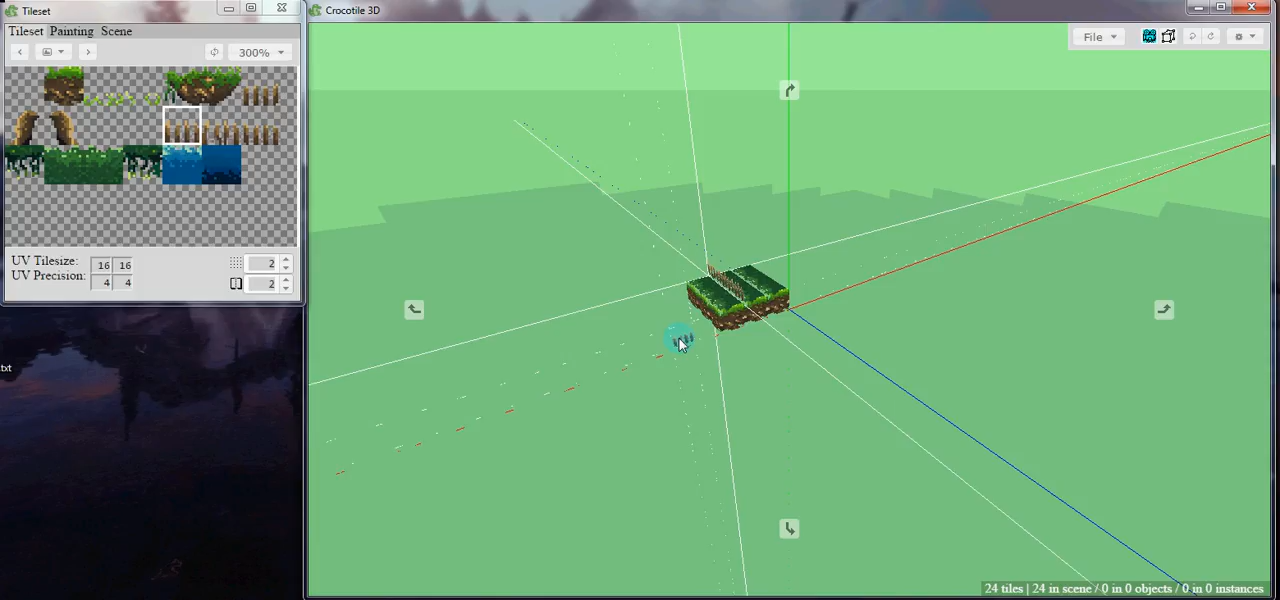 Tileset
Crocotile 3D
Tileset Painting Scene
File
300%
UV Tilesize: 16 16 2
UV Precision: 4 4 2
.txt
24 tiles | 24 in scene / 0 in 0 objects / 0 in 0 instances